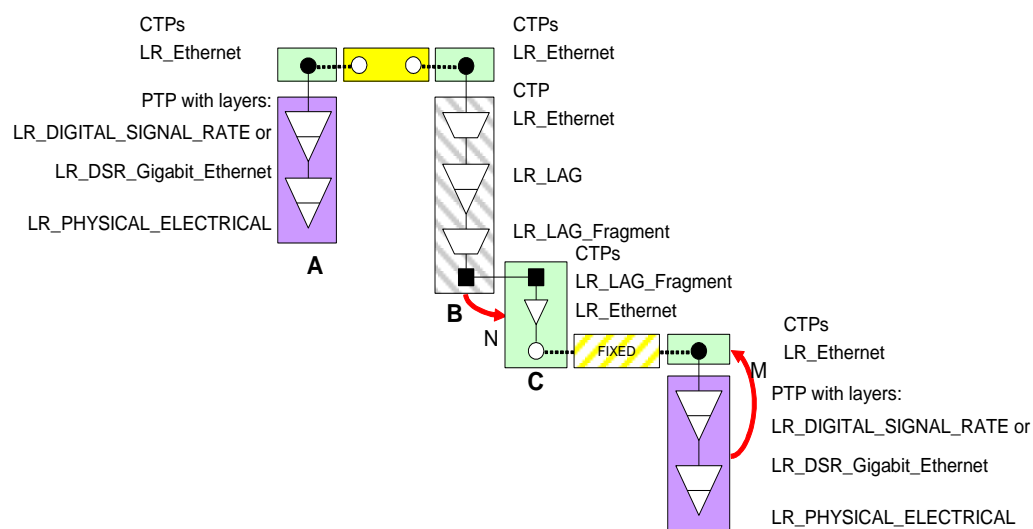 CTPs
LR_Ethernet
PTP with layers:
LR_DIGITAL_SIGNAL_RATE or
LR_DSR_Gigabit_Ethernet
LR_PHYSICAL_ELECTRICAL
A
CTPs
LR_Ethernet
CTP
LR_Ethernet
LR_LAG
LR_LAG_Fragment
B
N
CTPs
LR_LAG_Fragment
LR_Ethernet
C
FIXED
CTPs
LR_Ethernet
M
PTP with layers:
LR_DIGITAL_SIGNAL_RATE or
LR_DSR_Gigabit_Ethernet
LR_PHYSICAL_ELECTRICAL